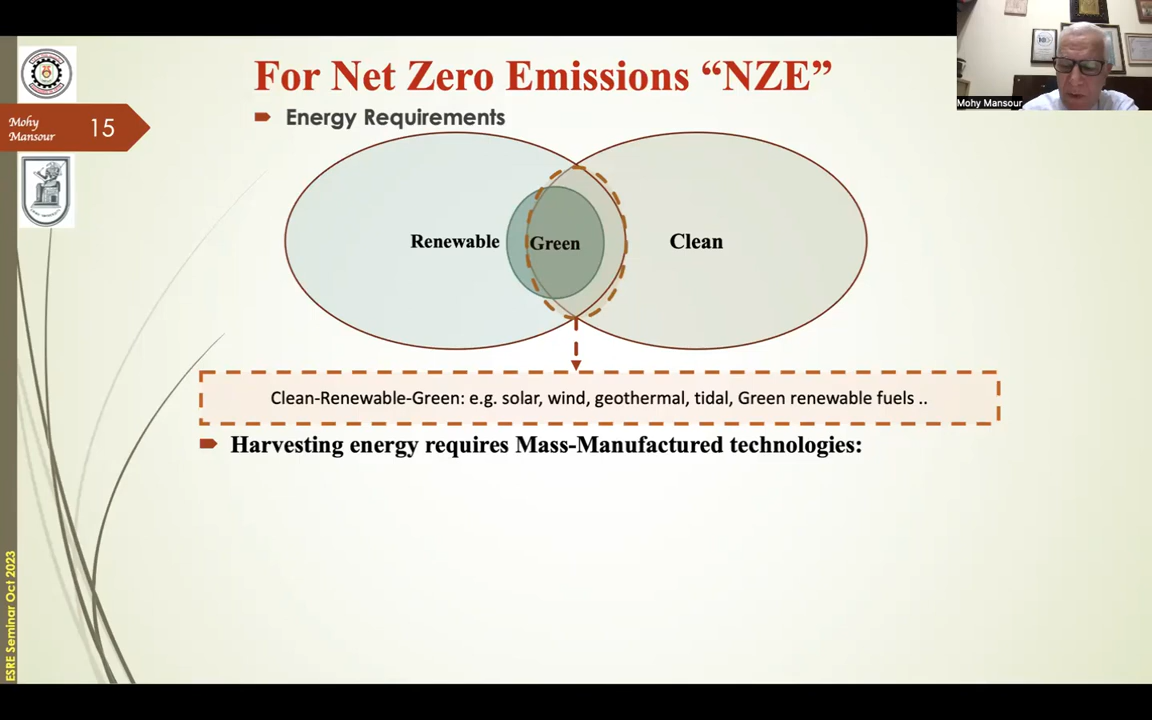 For Net Zero Emissions “NZE”
Mohy
Mansour
15
Energy Requirements
Renewable
Green
Clean
Clean-Renewable-Green: e.g. solar, wind, geothermal, tidal, Green renewable fuels ..
Harvesting energy requires Mass-Manufactured technologies:
ESRE Seminar Oct 2023
Mohy Mansour